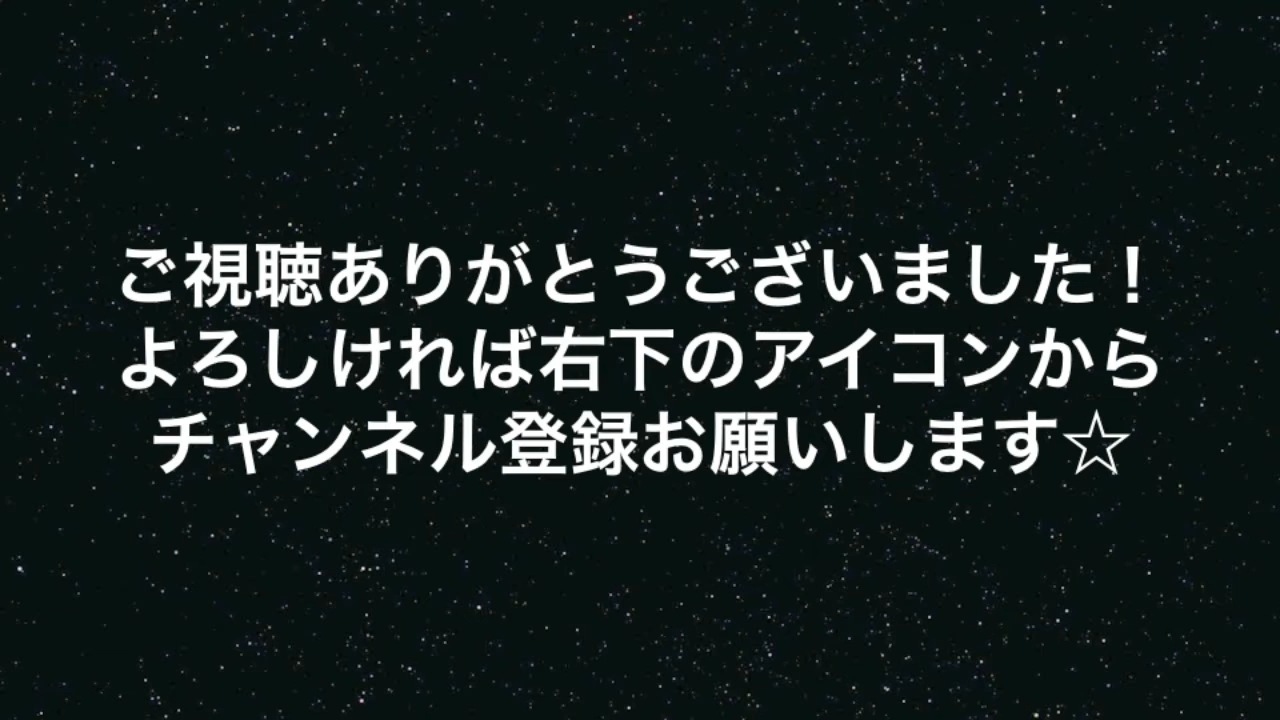 ご視聴ありがとうございました！
よろしければ右下のアイコンから
チャンネル登録お願いします☆